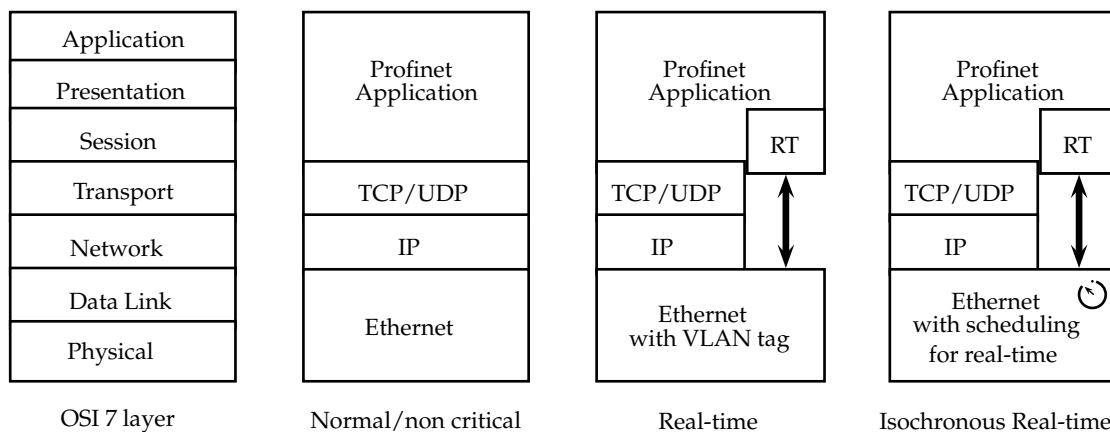 Application
Presentation
Session
Transport
Network
Data Link
Physical
OSI 7 layer
Profinet
Application
TCP/UDP
IP
Ethernet
Normal/non critical
Profinet
Application
RT
TCP/UDP
IP
Ethernet
with VLAN tag
Real-time
Profinet
Application
RT
TCP/UDP
IP
Ethernet
with scheduling
for real-time
Isochronous Real-time